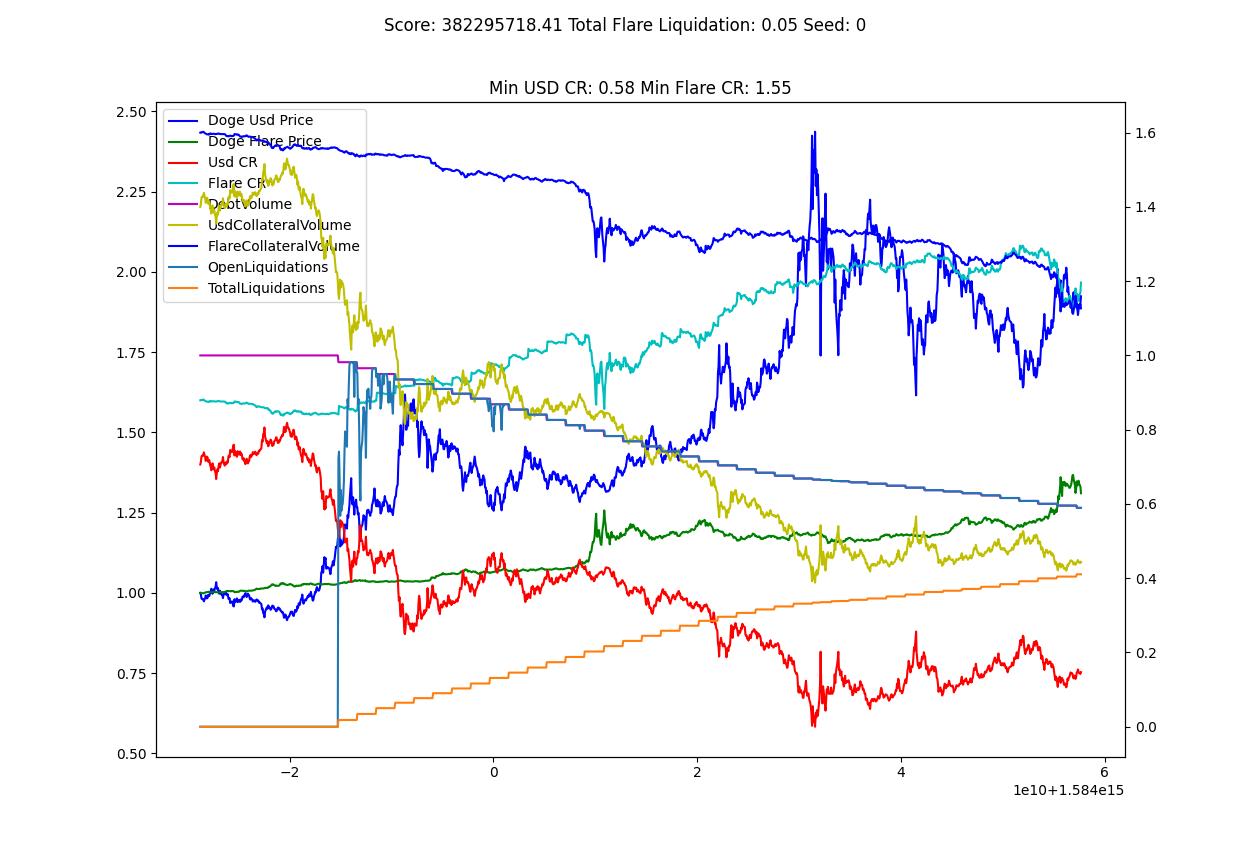 Score: 382295718.41 Total Flare Liquidation: 0.05 Seed: 0
Min USD CR: 0.58 Min Flare CR: 1.55
Doge Usd Price
Doge Flare Price
Usd CR
Flare CR
DebtVolume
UsdCollateralVolume
FlareCollateralVolume
OpenLiquidations
TotalLiquidations
2.50
2.25
2.00
1.75
1.50
1.25
1.00
0.75
0.50
1.6
1.4
1.2
1.0
0.8
0.6
0.4
0.2
0.0
−2 0 2 4 6
1e10+1.584e15